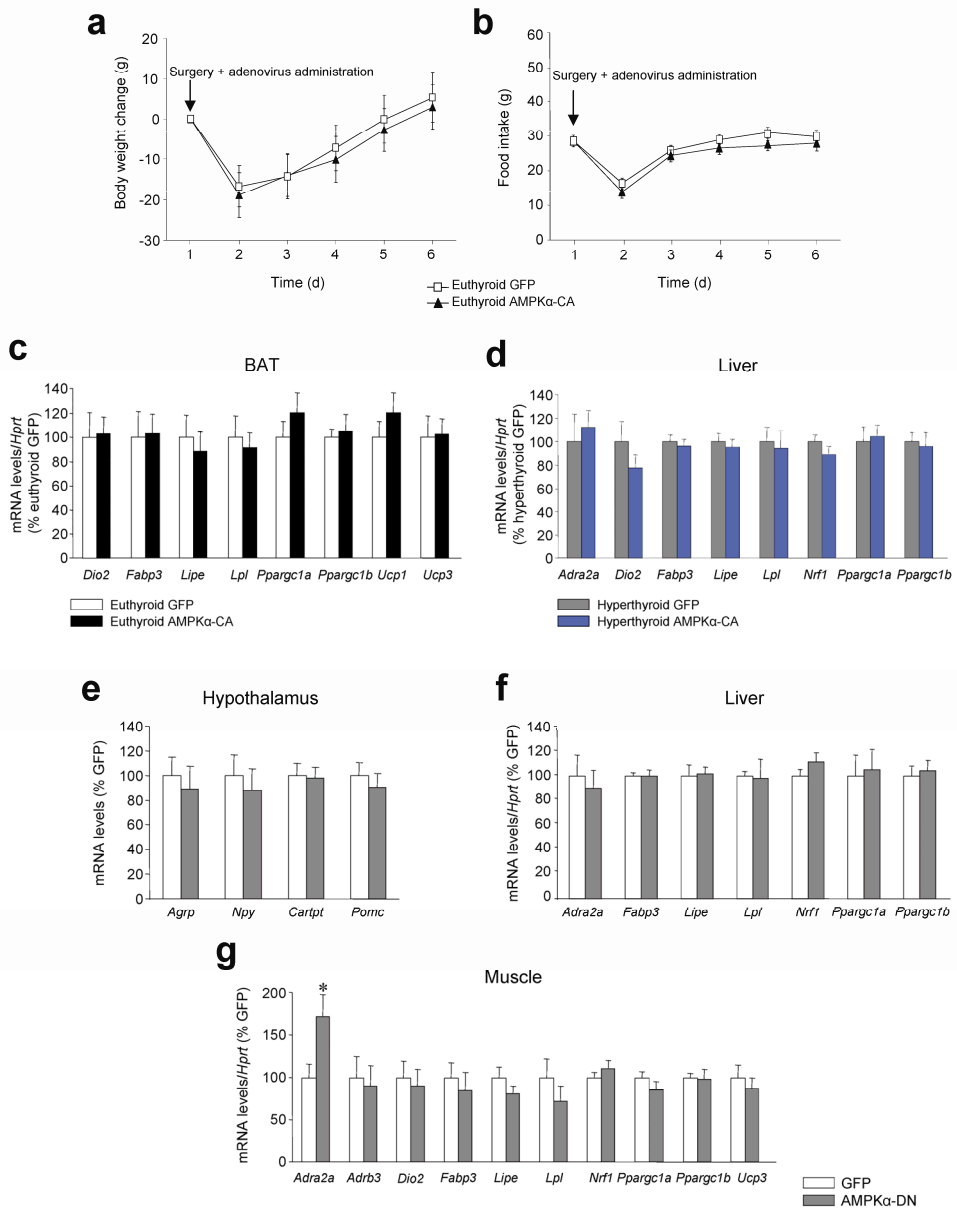 a
b
20
10
0
-10
-20
-30
Body weight change (g)
Surgery + adenovirus administration
1 2 3 4 5 6
Time (d)
60
50
40
30
20
10
0
Food intake (g)
Surgery + adenovirus administration
1 2 3 4 5 6
Time (d)
Euthyroid GFP
Euthyroid AMPKα-CA
c
BAT
140
120
100
80
60
40
20
0
mRNA levels/Hprt
(% euthyroid GFP)
Dio2 Fabp3 Lipe Lpl Ppargc1a Ppargc1b Ucp1 Ucp3
Euthyroid GFP
Euthyroid AMPKα-CA
d
Liver
140
120
100
80
60
40
20
0
mRNA levels/Hprt
(% hyperthyroid GFP)
Adra2a Dio2 Fabp3 Lipe Lpl Nrf1 Ppargc1a Ppargc1b
Hyperthyroid GFP
Hyperthyroid AMPKα-CA
e
Hypothalamus
140
120
100
80
60
40
20
0
mRNA levels (% GFP)
Agrp Npy Cartpt Pomc
f
Liver
140
120
100
80
60
40
20
0
mRNA levels/Hprt (% GFP)
Adra2a Fabp3 Lipe Lpl Nrf1 Ppargc1a Ppargc1b
g
Muscle
200
150
100
50
0
mRNA levels/Hprt (% GFP)
*
Adra2a Adrb3 Dio2 Fabp3 Lipe Lpl Nrf1 Ppargc1a Ppargc1b Ucp3
GFP
AMPKα-DN